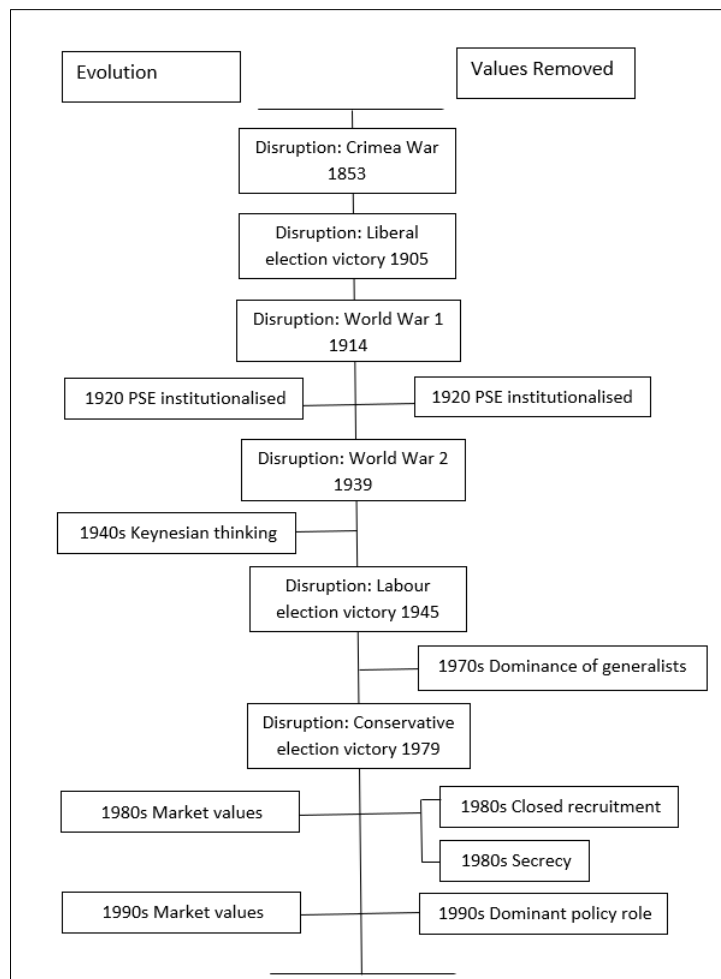 Evolution
Values Removed
Disruption: Crimea War
1853
Disruption: Liberal
election victory 1905
Disruption: World War 1
1914
1920 PSE institutionalised
1920 PSE institutionalised
Disruption: World War 2
1939
1940s Keynesian thinking
Disruption: Labour
election victory 1945
1970s Dominance of generalists
Disruption: Conservative
election victory 1979
1980s Market values
1980s Closed recruitment
1980s Secrecy
1990s Market values
1990s Dominant policy role